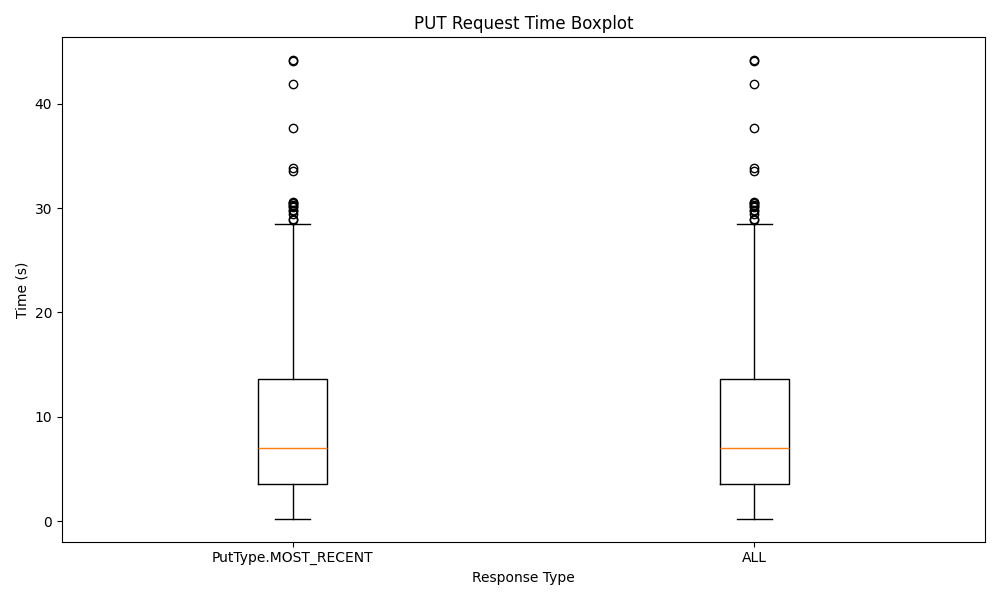 PUT Request Time Boxplot
Time (s)
40
30
20
10
0
PutType.MOST_RECENT
ALL
Response Type